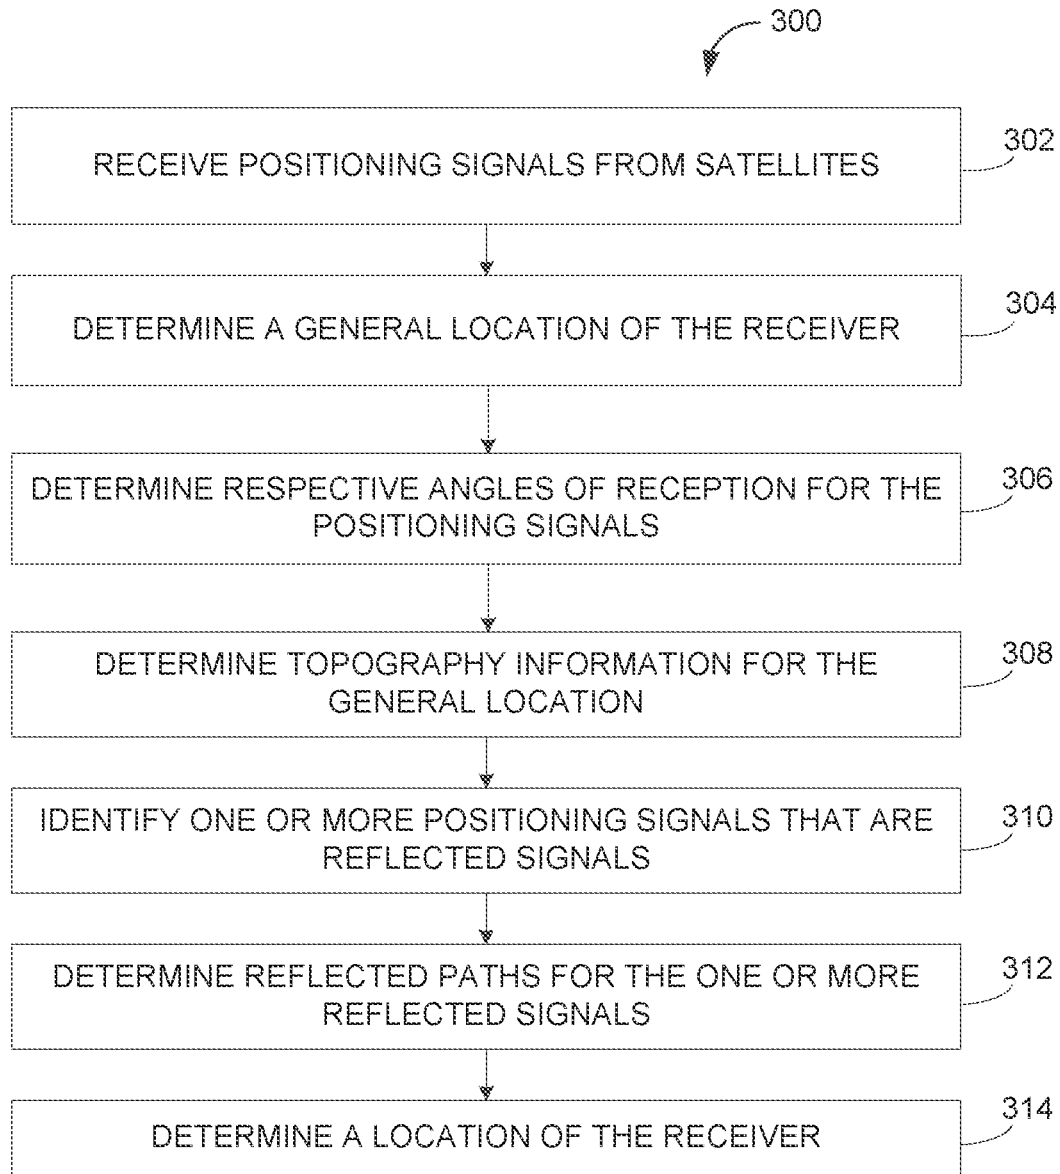 300
RECEIVE POSITIONING SIGNALS FROM SATELLITES
302
DETERMINE A GENERAL LOCATION OF THE RECEIVER
304
DETERMINE RESPECTIVE ANGLES OF RECEPTION FOR THE
POSITIONING SIGNALS
306
DETERMINE TOPOGRAPHY INFORMATION FOR THE
GENERAL LOCATION
308
IDENTIFY ONE OR MORE POSITIONING SIGNALS THAT ARE
REFLECTED SIGNALS
310
DETERMINE REFLECTED PATHS FOR THE ONE OR MORE
REFLECTED SIGNALS
312
DETERMINE A LOCATION OF THE RECEIVER
314